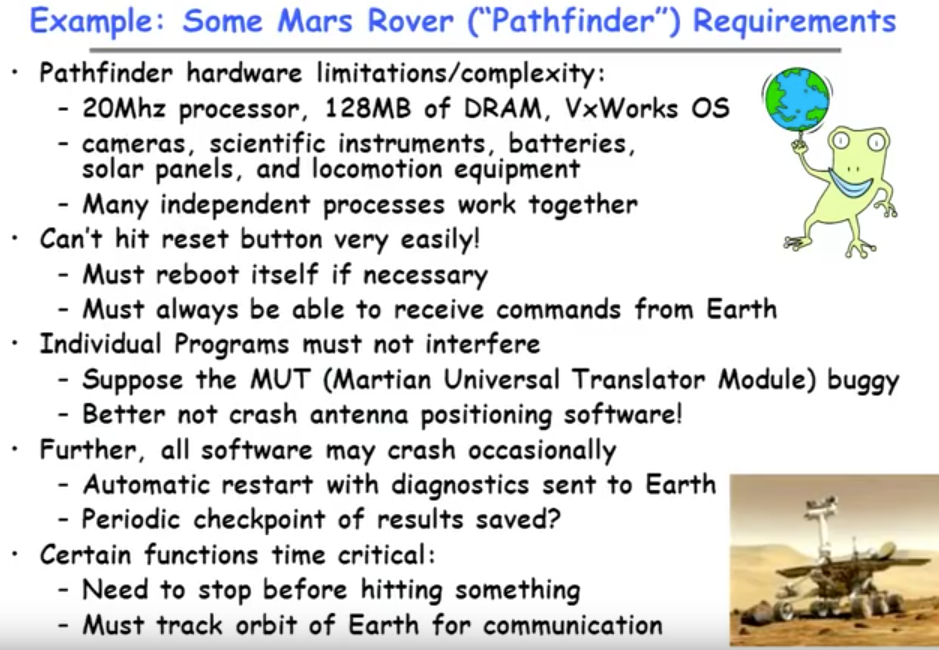 Example: Some Mars Rover (“Pathfinder”) Requirements
• Pathfinder hardware limitations/complexity:
– 20Mhz processor, 128MB of DRAM, VxWorks OS
– cameras, scientific instruments, batteries,
solar panels, and locomotion equipment
– Many independent processes work together
• Can’t hit reset button very easily!
– Must reboot itself if necessary
– Must always be able to receive commands from Earth
• Individual Programs must not interfere
– Suppose the MUT (Martian Universal Translator Module) buggy
– Better not crash antenna positioning software!
• Further, all software may crash occasionally
– Automatic restart with diagnostics sent to Earth
– Periodic checkpoint of results saved?
• Certain functions time critical:
– Need to stop before hitting something
– Must track orbit of Earth for communication